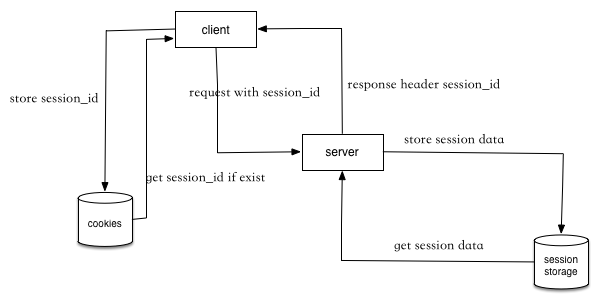 client
store session_id
request with session_id
response header session_id
server
store session data
get session_id if exist
cookies
get session data
session
storage